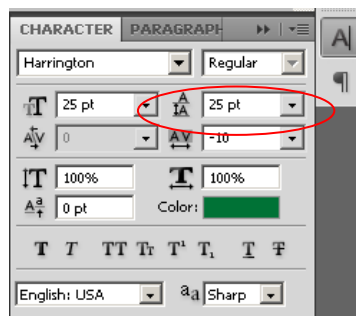 CHARACTER PARAGRAPH
Harrington Regular
25 pt 25 pt
0 -10
100% 100%
0 pt Color:
T T TT Tr T¹ T₁ T T
English: USA aa Sharp